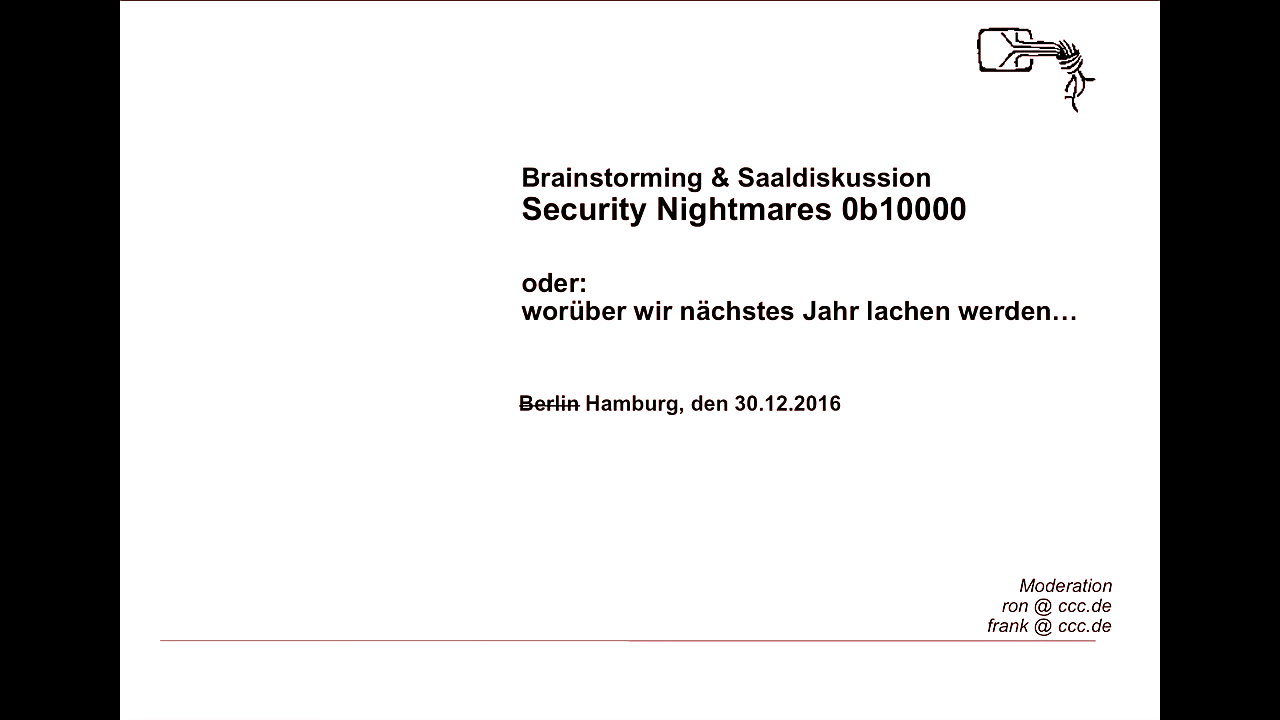 Brainstorming & Saaldiskussion
Security Nightmares 0b10000
oder:
worüber wir nächstes Jahr lachen werden…
Berlin Hamburg, den 30.12.2016
Moderation
ron @ ccc.de
frank @ ccc.de